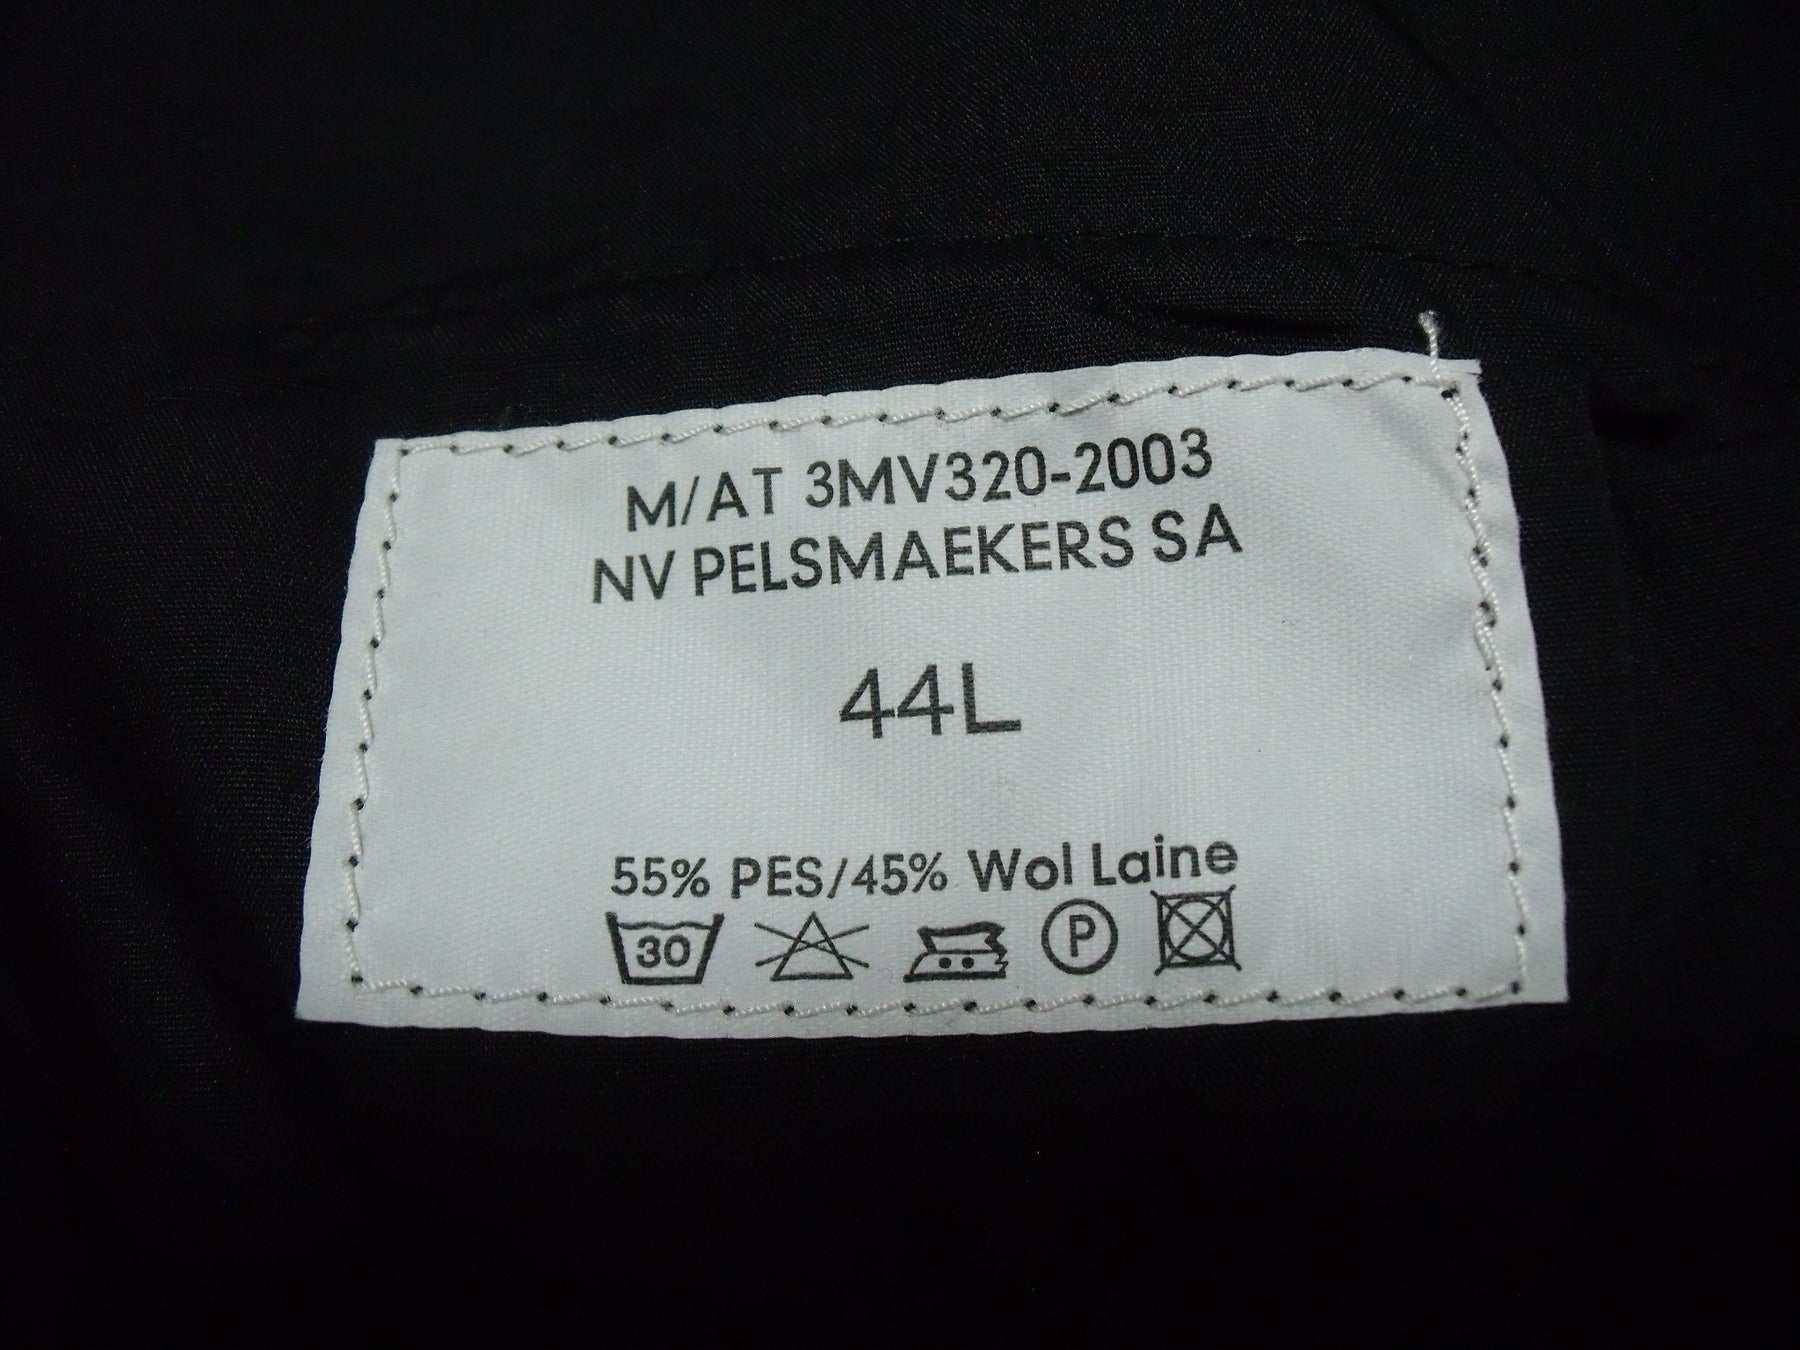 M/AT 3MV320-2003
NV PELSMAEKERS SA
44L
55% PES/45% Wol Laine
30 P